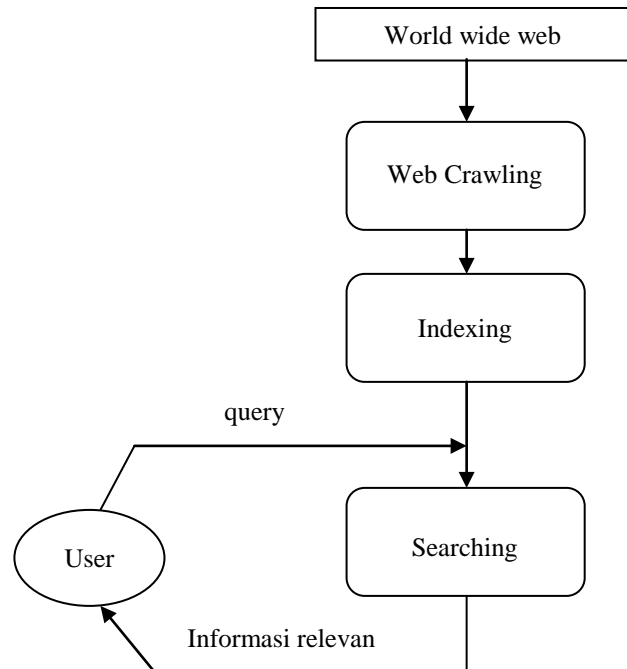 World wide web
Web Crawling
Indexing
query
Searching
User
Informasi relevan